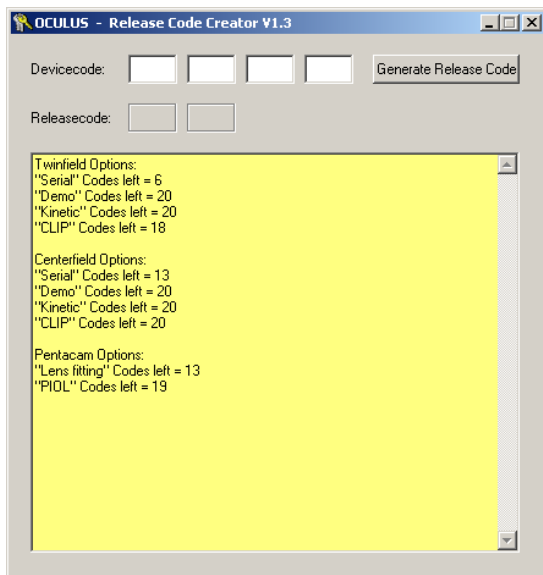 OCULUS - Release Code Creator V1.3
Devicecode:
Generate Release Code
Releasecode:
Twinfield Options:
"Serial" Codes left = 6
"Demo" Codes left = 20
"Kinetic" Codes left = 20
"CLIP" Codes left = 18
Centerfield Options:
"Serial" Codes left = 13
"Demo" Codes left = 20
"Kinetic" Codes left = 20
"CLIP" Codes left = 20
Pentacam Options:
"Lens fitting" Codes left = 13
"PIOL" Codes left = 19